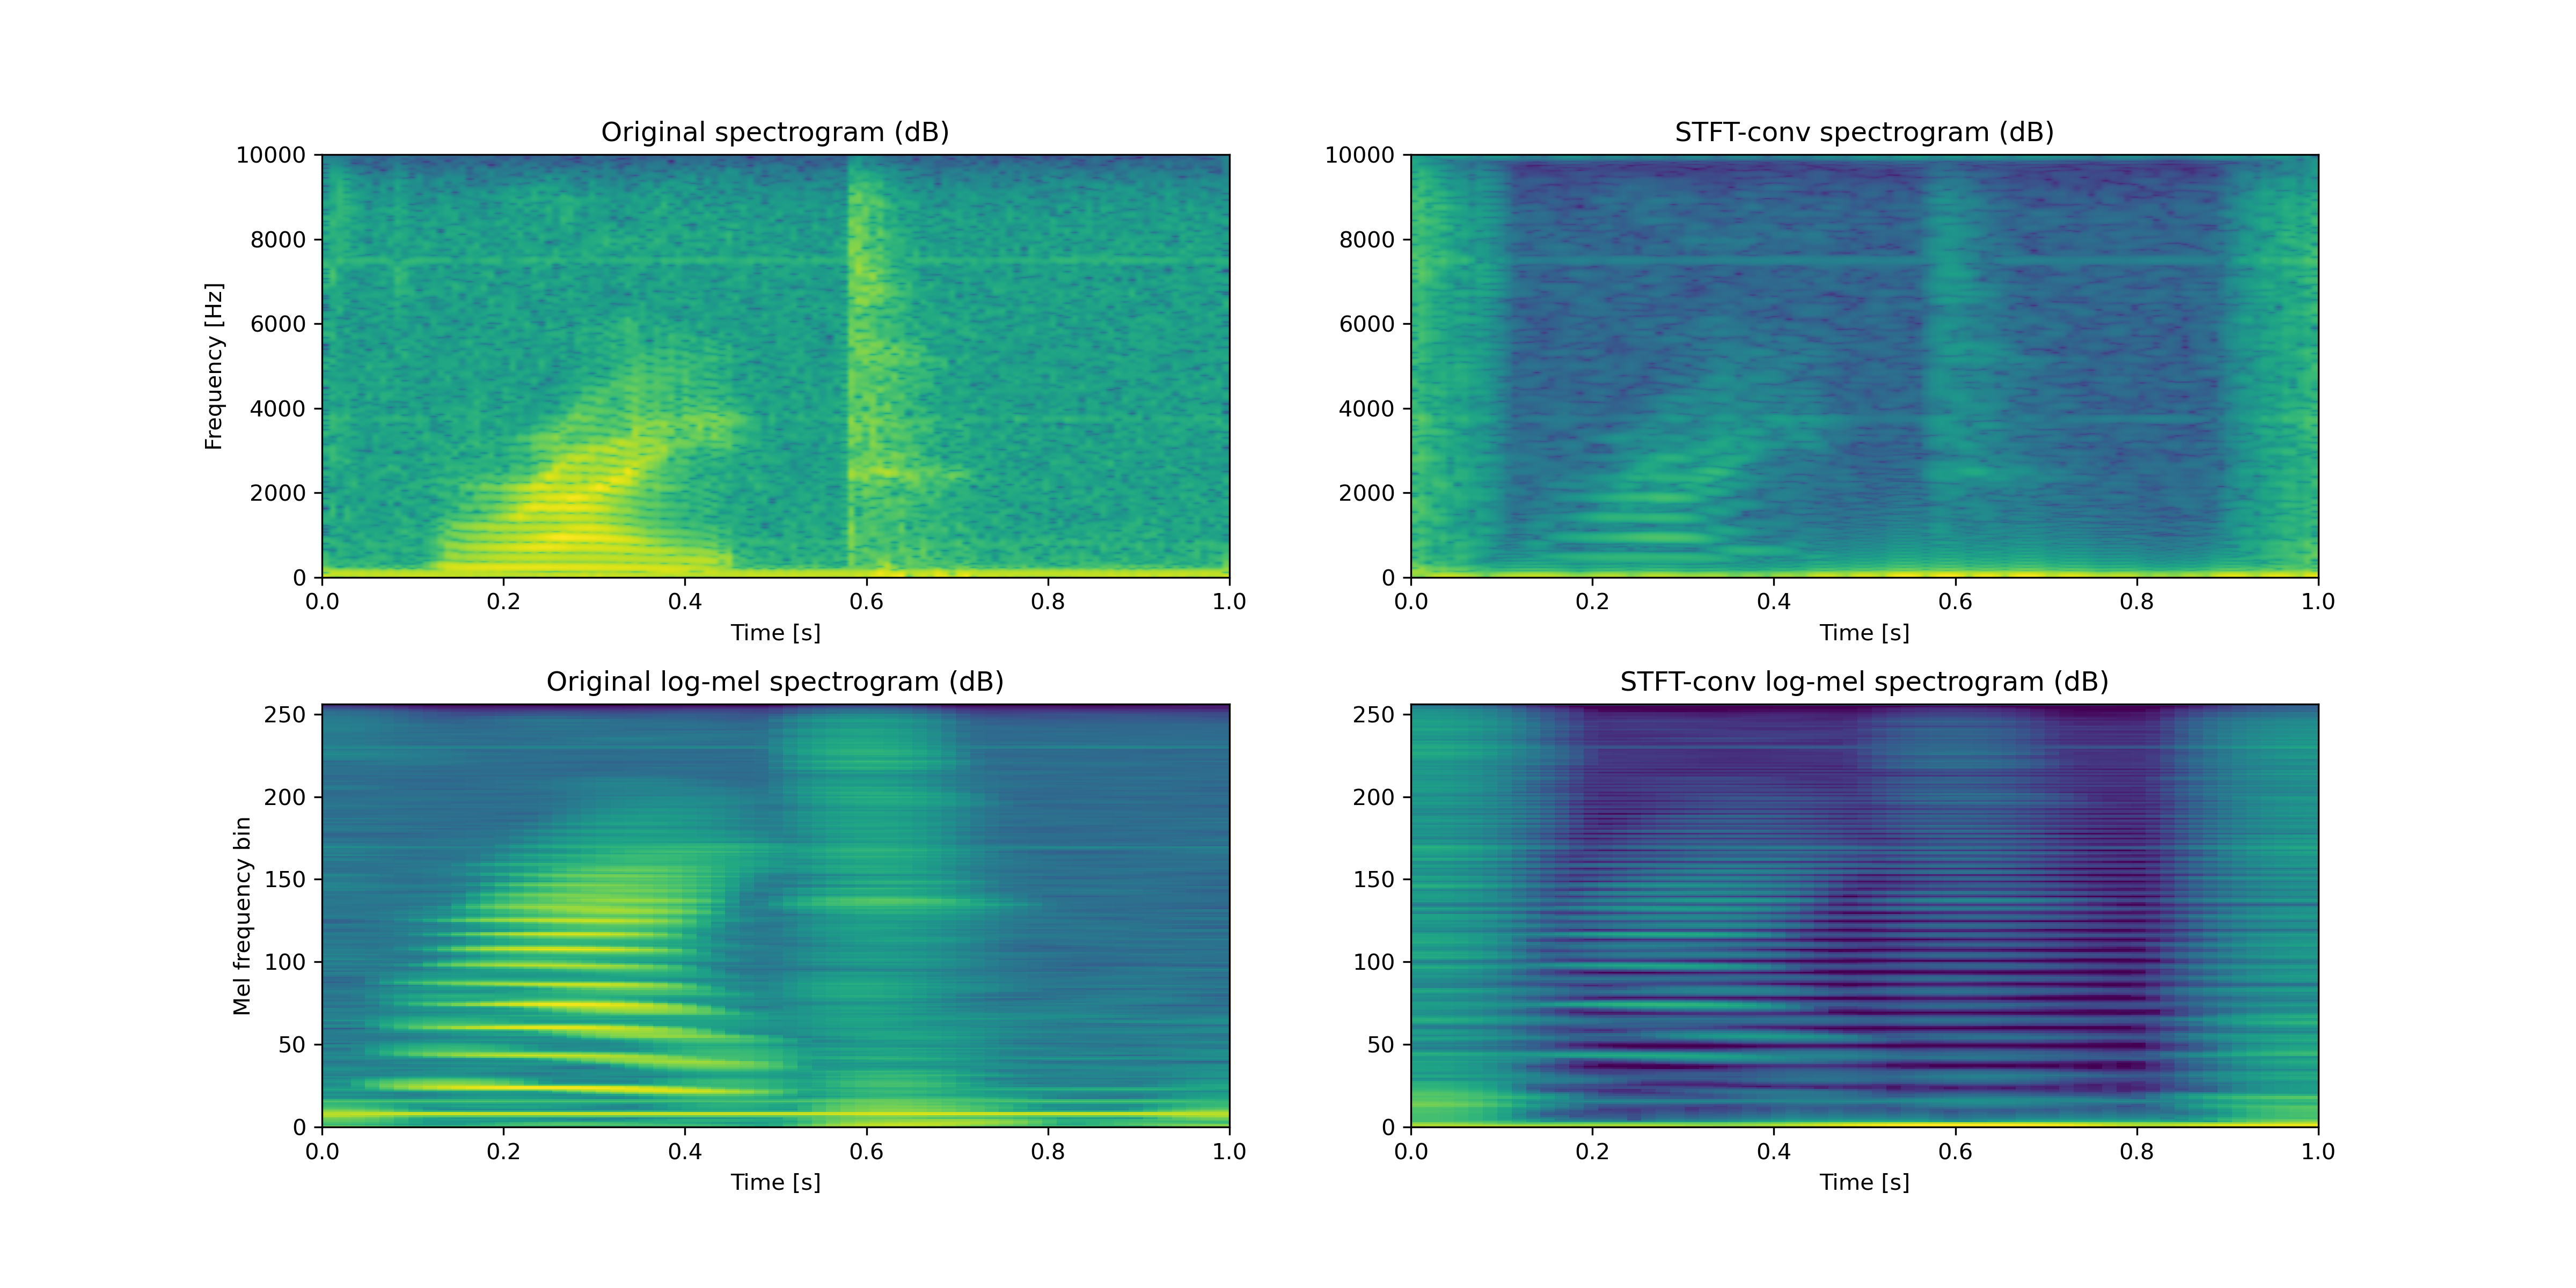 Original spectrogram (dB)
10000
8000
6000
4000
2000
0
Frequency [Hz]
0.0 0.2 0.4 0.6 0.8 1.0
Time [s]
STFT-conv spectrogram (dB)
10000
8000
6000
4000
2000
0
0.0 0.2 0.4 0.6 0.8 1.0
Time [s]
Original log-mel spectrogram (dB)
250
200
150
100
50
0
Mel frequency bin
0.0 0.2 0.4 0.6 0.8 1.0
Time [s]
STFT-conv log-mel spectrogram (dB)
250
200
150
100
50
0
0.0 0.2 0.4 0.6 0.8 1.0
Time [s]